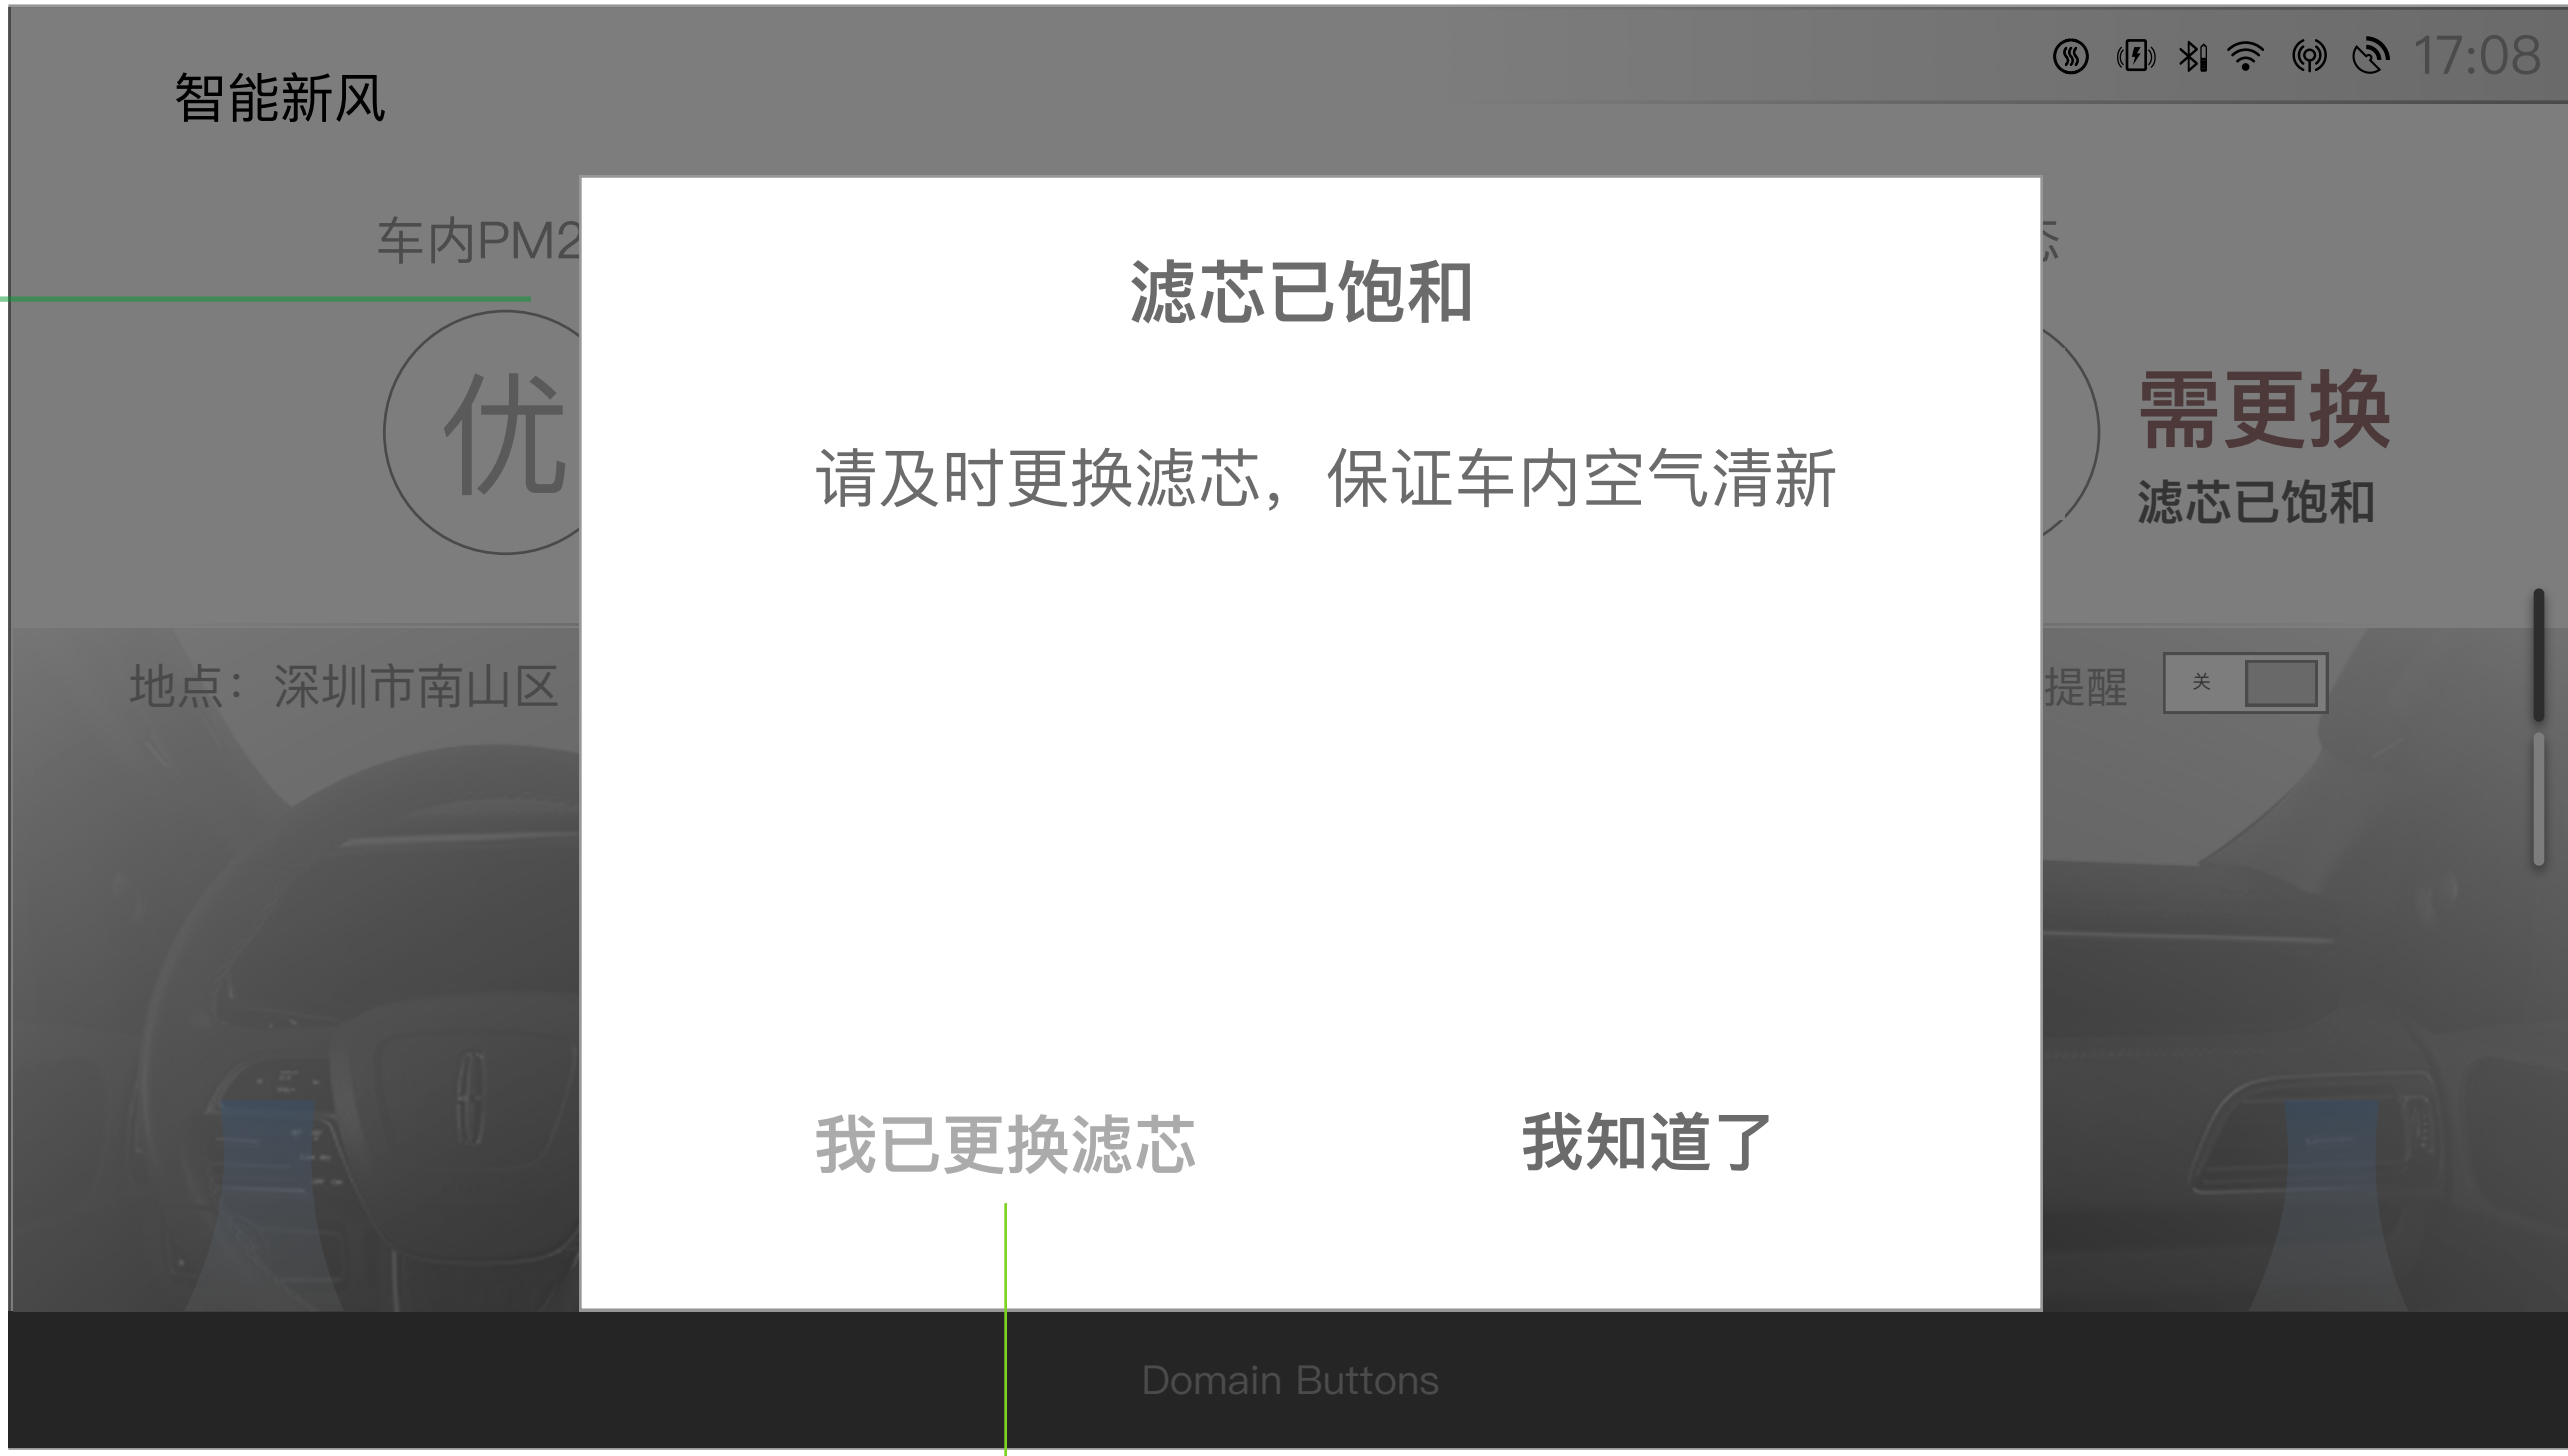 17:08
智能新风
车内PM2
态
滤芯已饱和
优
需更换
请及时更换滤芯，保证车内空气清新
滤芯已饱和
地点：深圳市南山区
提醒
关
我已更换滤芯
我知道了
Domain Buttons